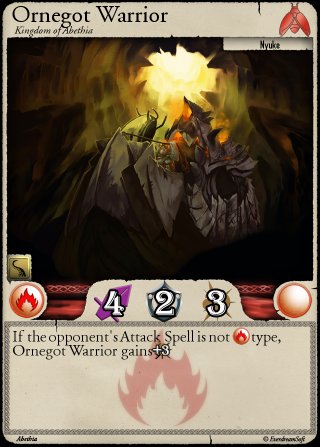 Ornegot Warrior
Kingdom of Abethia
Nyuke
4 2 3
If the opponent's Attack Spell is not type,
Ornegot Warrior gains +3
Abethia © EverdreamSoft